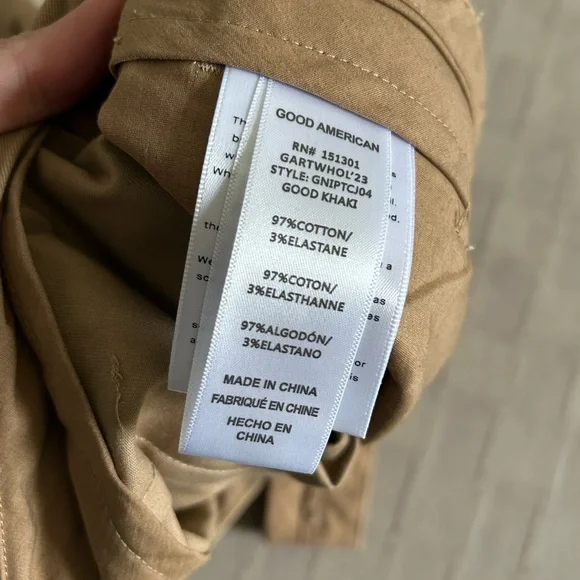 GOOD AMERICAN
RN# 151301
GARTWHOL'23
STYLE: GNIPTCJ04
GOOD KHAKI
97%COTTON/
3%ELASTANE
97%COTON/
3%ELASTHANNE
97%ALGODÓN/
3%ELASTANO
MADE IN CHINA
FABRIQUÉ EN CHINE
HECHO EN
CHINA